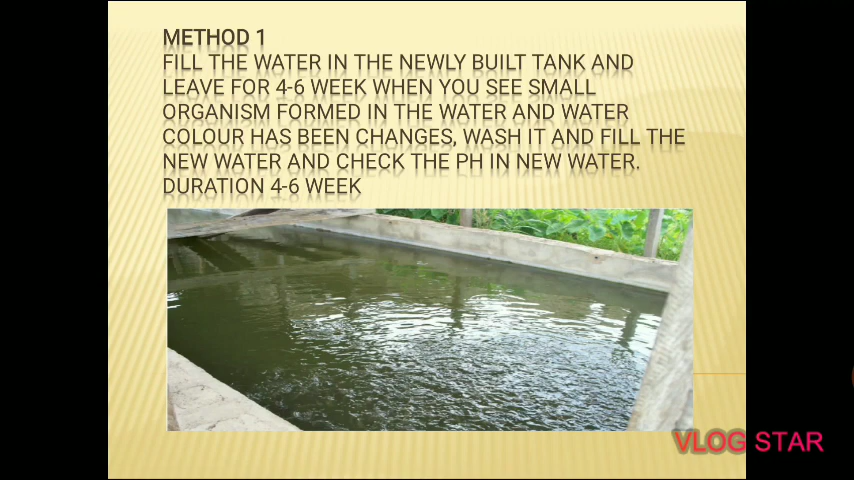 METHOD 1
FILL THE WATER IN THE NEWLY BUILT TANK AND
LEAVE FOR 4-6 WEEK WHEN YOU SEE SMALL
ORGANISM FORMED IN THE WATER AND WATER
COLOUR HAS BEEN CHANGES, WASH IT AND FILL THE
NEW WATER AND CHECK THE PH IN NEW WATER.
DURATION 4-6 WEEK
VLOG STAR